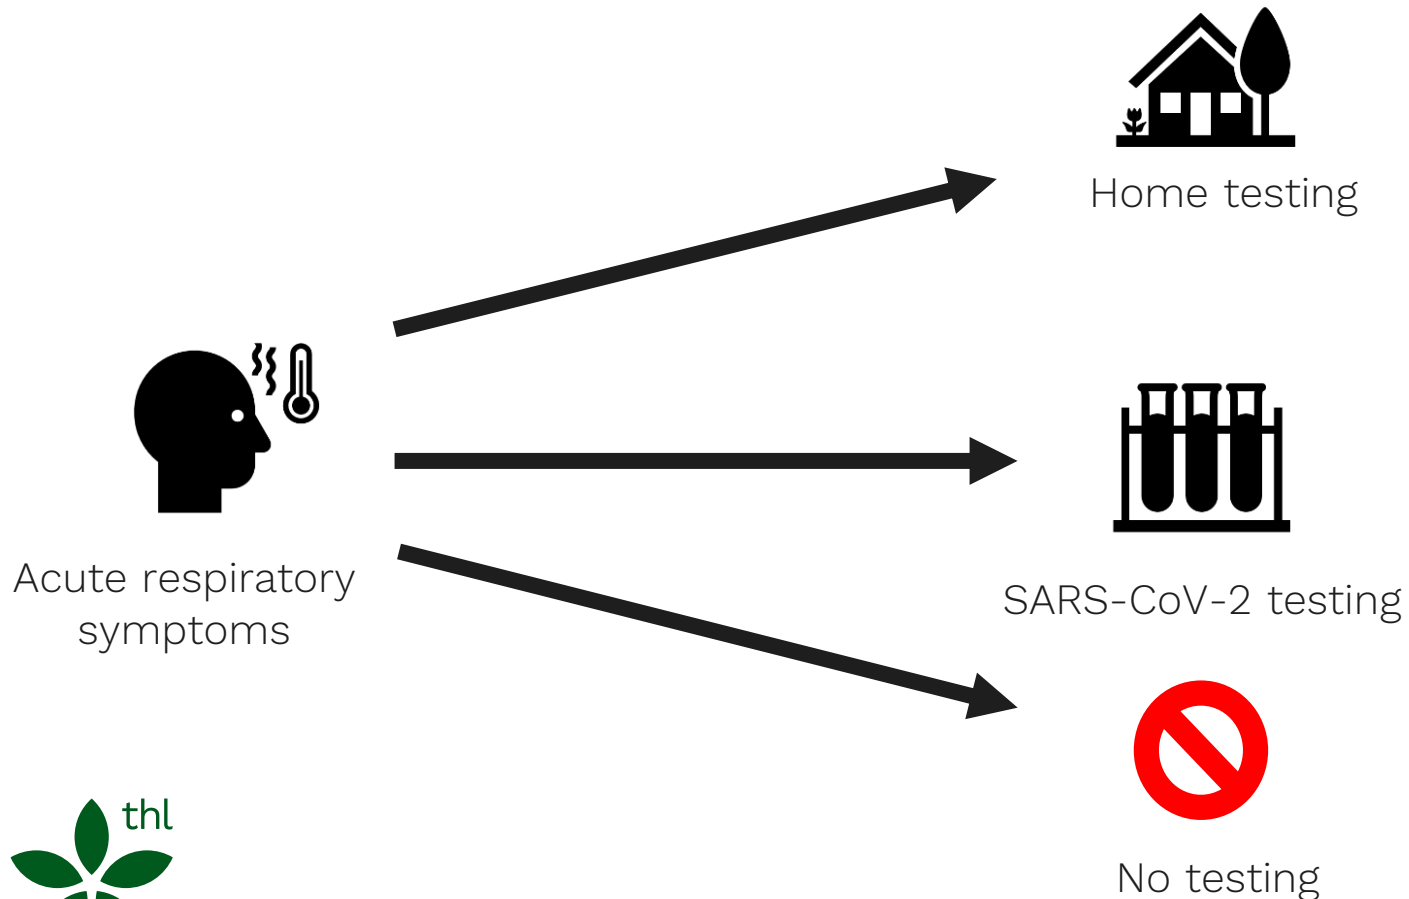 Home testing
Acute respiratory
symptoms
SARS-CoV-2 testing
No testing
thl